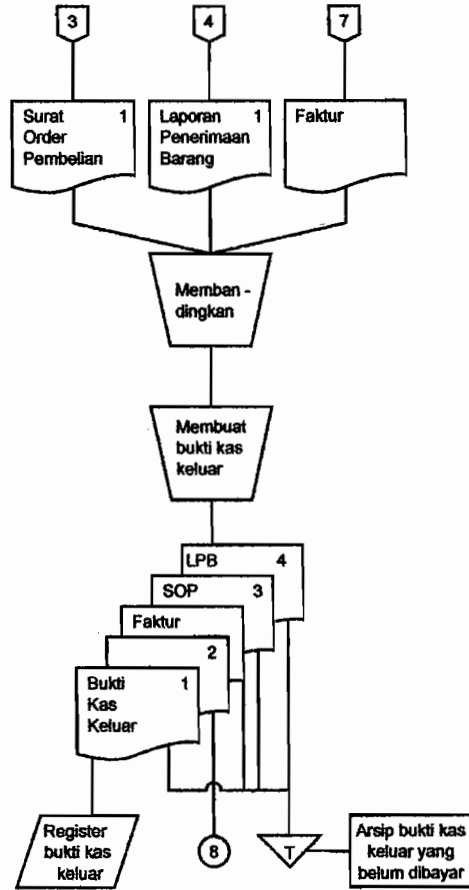 3
4
7
Surat 1
Order
Pembelian
Laporan 1
Penerimaan
Barang
Faktur
Memban -
dingkan
Membuat
bukti kas
keluar
LPB 4
SOP 3
Faktur
2
Bukti 1
Kas
Keluar
Register
bukti kas
keluar
8
T
Arsip bukti kas
keluar yang
belum dibayar